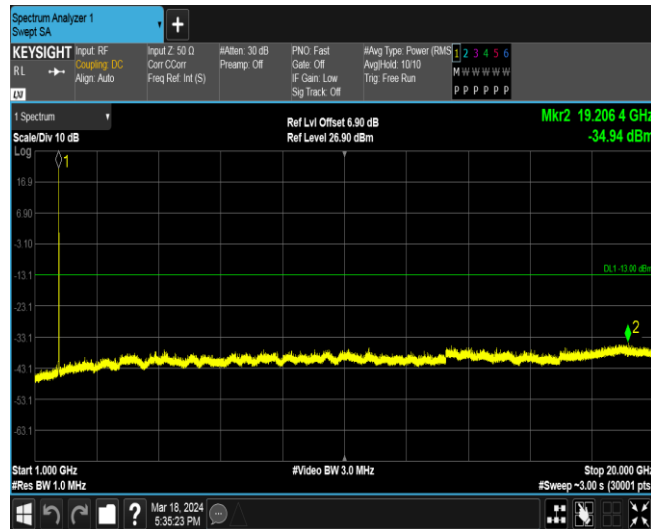 Spectrum Analyzer 1
Swept SA
+
KEYSIGHT
RL
LXI
Input: RF
Coupling: DC
Align: Auto
Input Z: 50 Ω
Corr CCorr
Freq Ref: Int (S)
#Atten: 30 dB
Preamp: Off
PNO: Fast
Gate: Off
IF Gain: Low
Sig Track: Off
#Avg Type: Power (RMS
Avg|Hold: 10/10
Trig: Free Run
1 2 3 4 5 6
M W W W W W
P P P P P P
1 Spectrum
Scale/Div 10 dB
Log
Ref Lvl Offset 6.90 dB
Ref Level 26.90 dBm
Mkr2 19.206 4 GHz
-34.94 dBm
1
16.9
6.90
-3.10
-13.1
DL1 -13.00 dBm
-23.1
-33.1
2
-43.1
-53.1
-63.1
Start 1.000 GHz
#Res BW 1.0 MHz
#Video BW 3.0 MHz
Stop 20.000 GHz
#Sweep ~3.00 s (30001 pts
?
Mar 18, 2024
5:35:23 PM